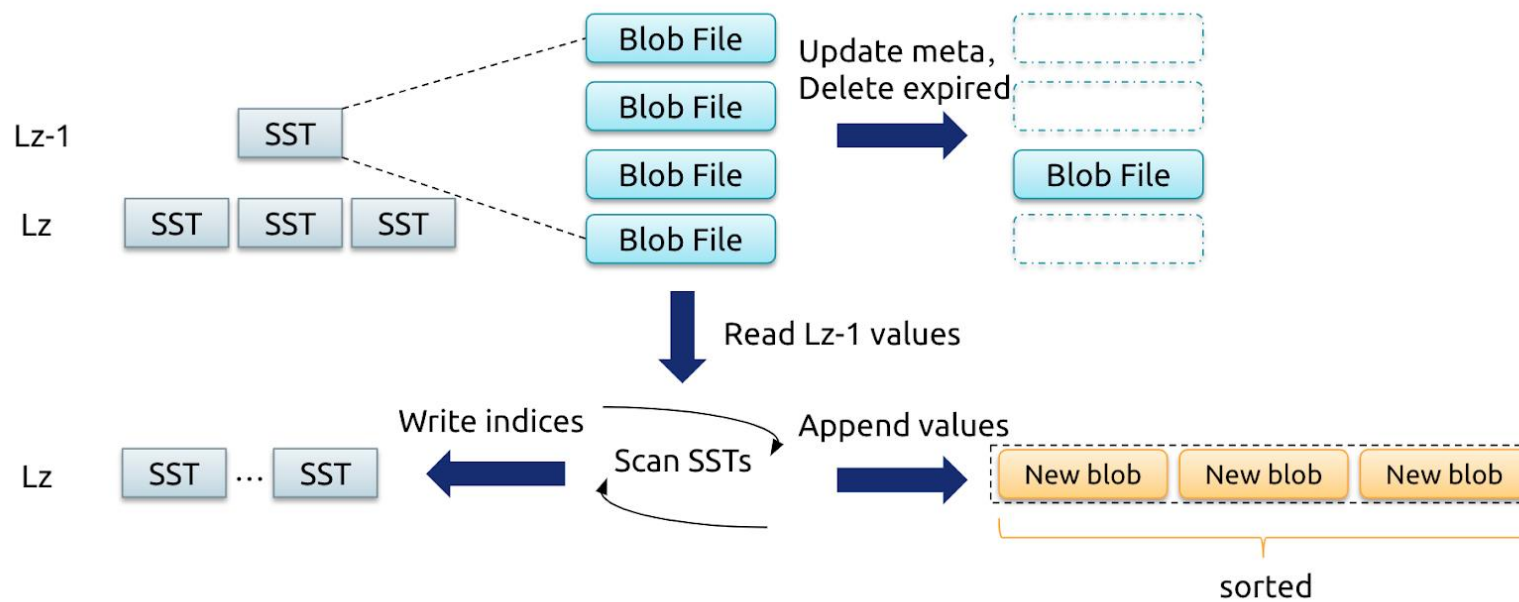 Blob File
Update meta,
Delete expired
Blob File
Lz-1
SST
Blob File
Blob File
Lz
SST
SST
SST
Blob File
Read Lz-1 values
Write indices
Append values
Scan SSTs
Lz
SST
...
SST
New blob
New blob
New blob
sorted